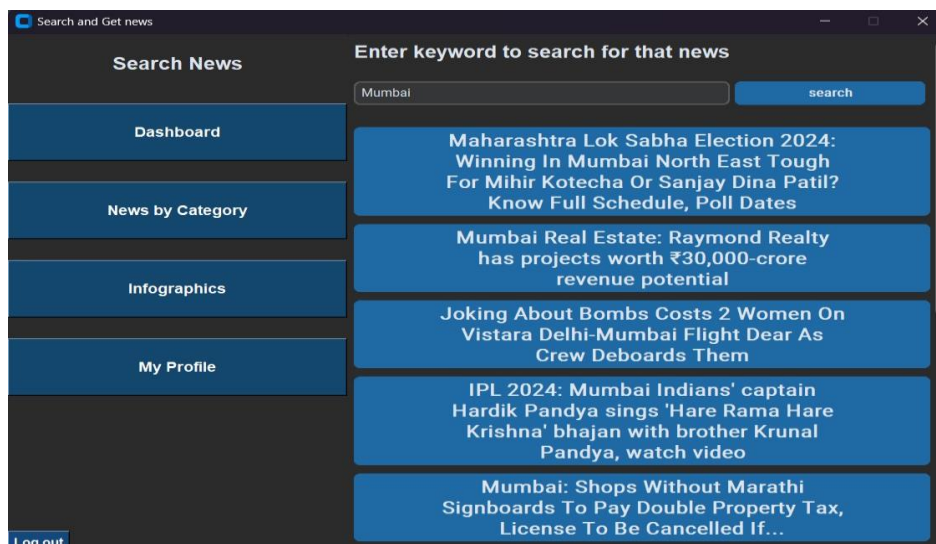 Search and Get news
Search News
Dashboard
News by Category
Infographics
My Profile
Log out
Enter keyword to search for that news
Mumbai
search
Maharashtra Lok Sabha Election 2024:
Winning In Mumbai North East Tough
For Mihir Kotecha Or Sanjay Dina Patil?
Know Full Schedule, Poll Dates
Mumbai Real Estate: Raymond Realty
has projects worth ₹30,000-crore
revenue potential
Joking About Bombs Costs 2 Women On
Vistara Delhi-Mumbai Flight Dear As
Crew Deboards Them
IPL 2024: Mumbai Indians' captain
Hardik Pandya sings 'Hare Rama Hare
Krishna' bhajan with brother Krunal
Pandya, watch video
Mumbai: Shops Without Marathi
Signboards To Pay Double Property Tax,
License To Be Cancelled If...